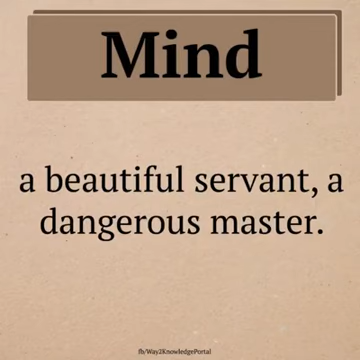 Mind
a beautiful servant, a
dangerous master.
fb/Way2KnowledgePortal